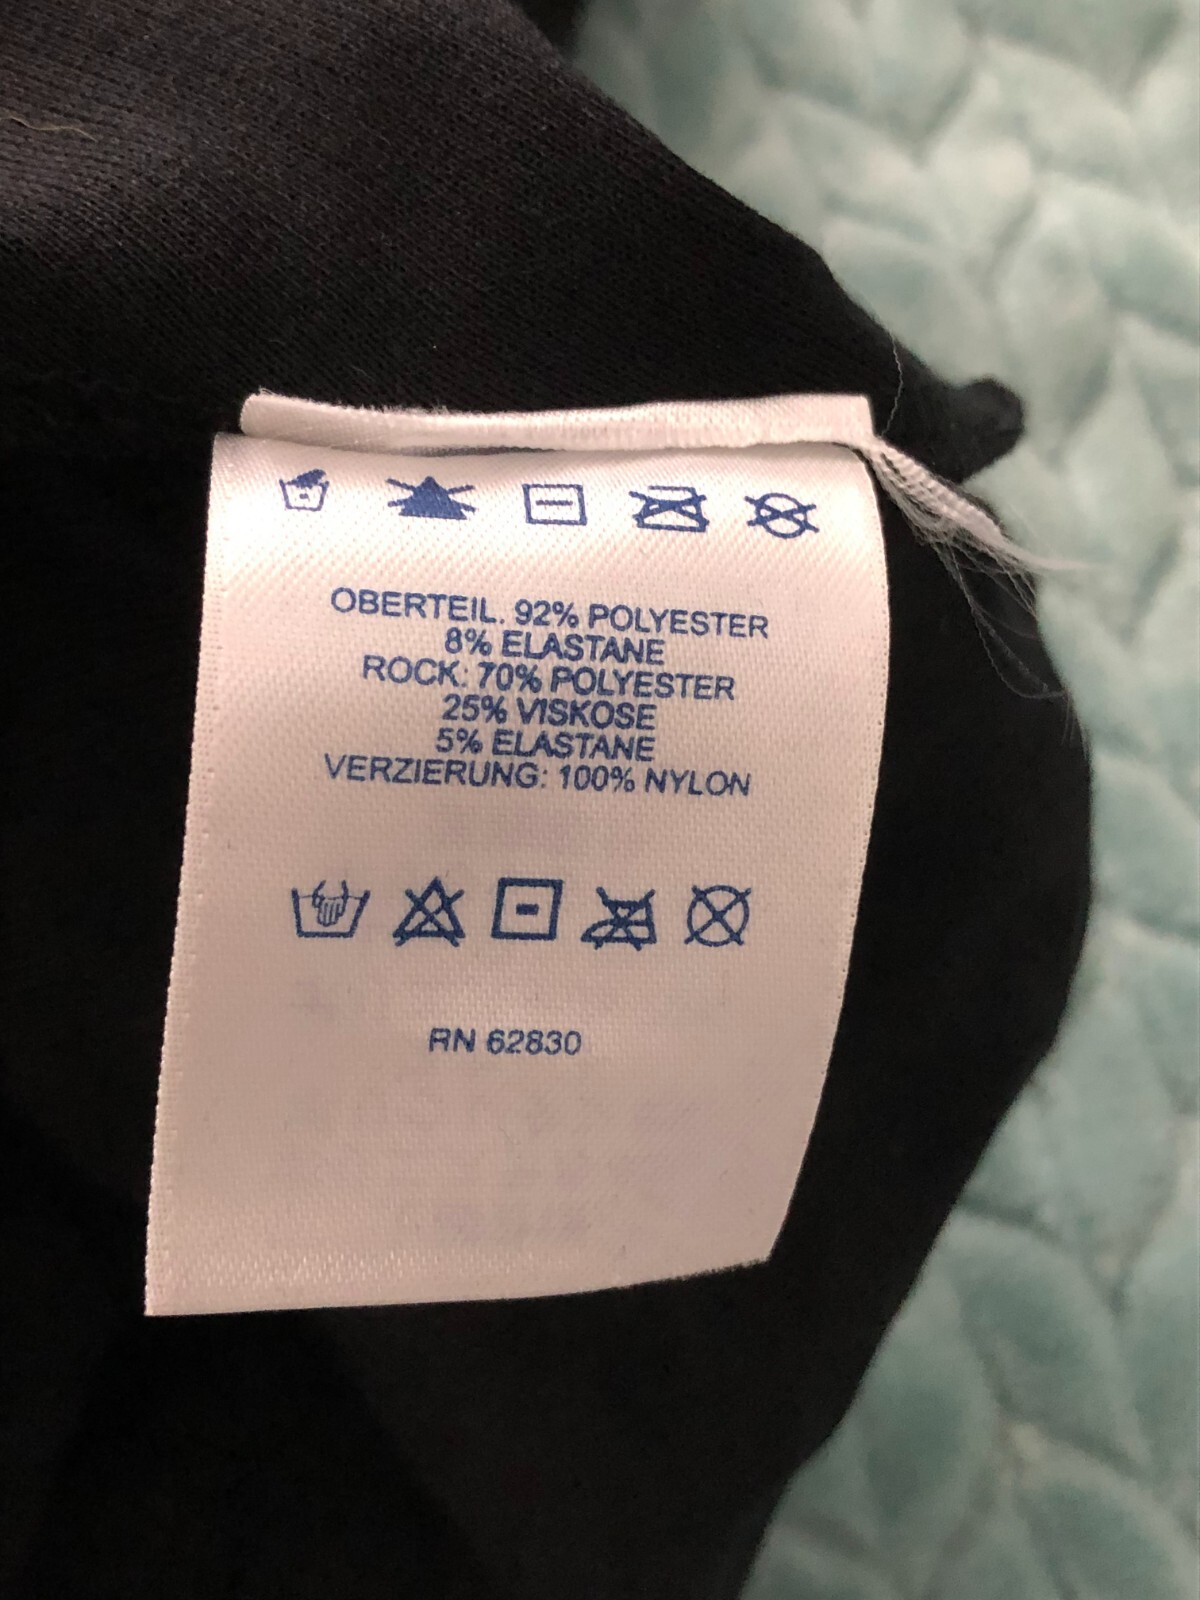 OBERTEIL. 92% POLYESTER
8% ELASTANE
ROCK: 70% POLYESTER
25% VISKOSE
5% ELASTANE
VERZIERUNG: 100% NYLON
RN 62830